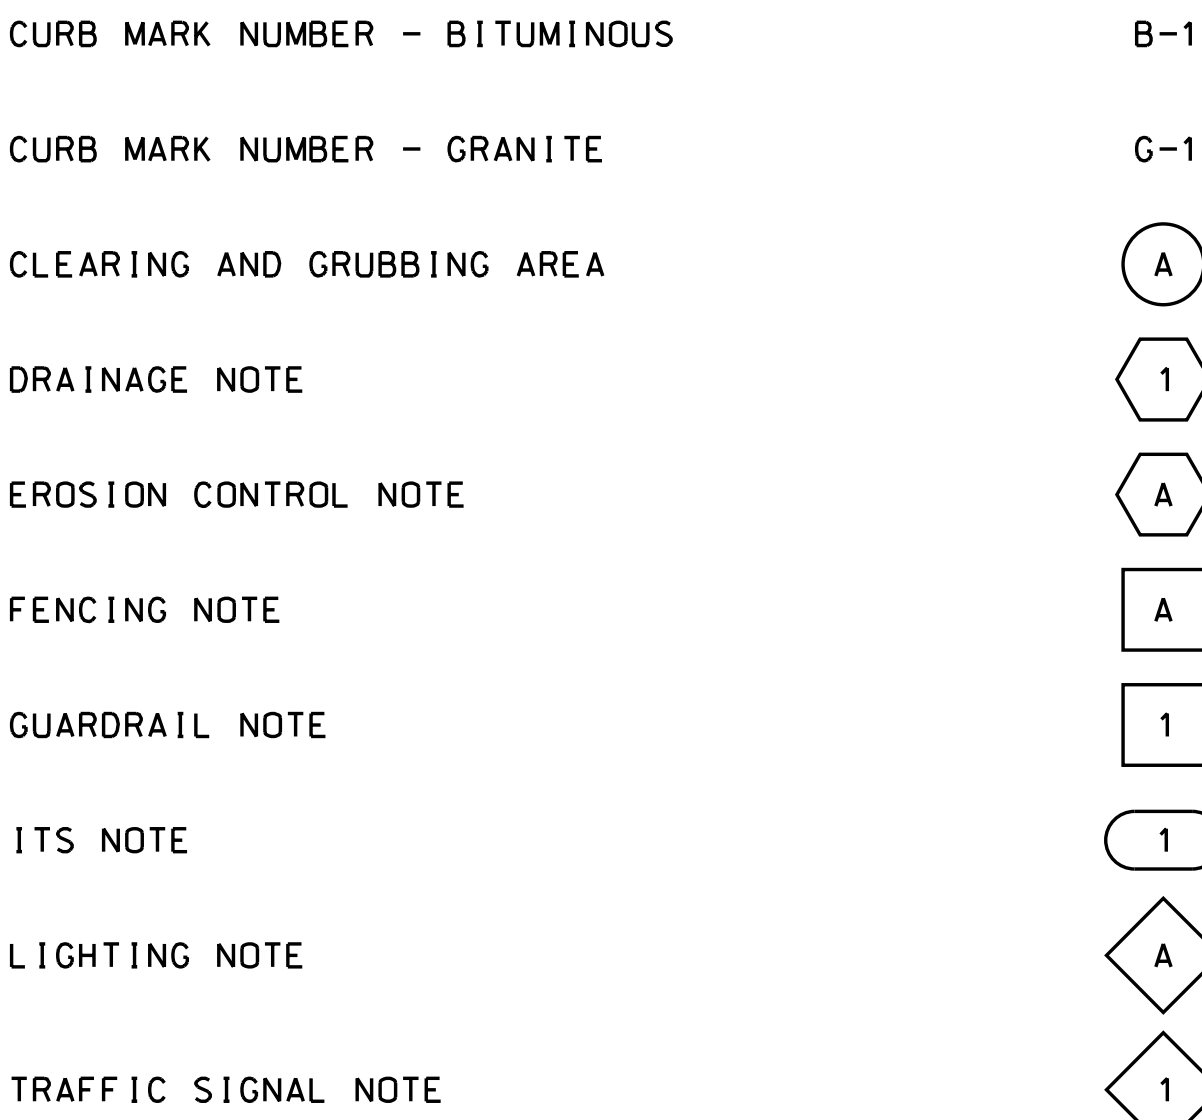 CURB MARK NUMBER - BITUMINOUS B-1
CURB MARK NUMBER - GRANITE G-1
CLEARING AND GRUBBING AREA A
DRAINAGE NOTE 1
EROSION CONTROL NOTE A
FENCING NOTE A
GUARDRAIL NOTE 1
ITS NOTE 1
LIGHTING NOTE A
TRAFFIC SIGNAL NOTE 1